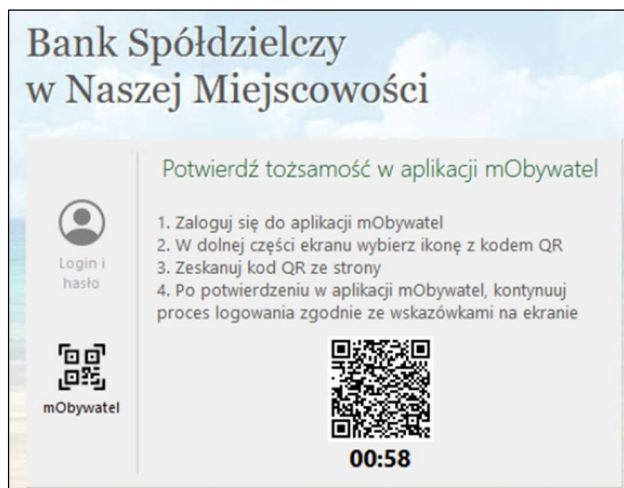 Bank Spółdzielczy
w Naszej Miejscowości
Potwierdź tożsamość w aplikacji mObywatel
Login i
hasło
mObywatel
1. Zaloguj się do aplikacji mObywatel
2. W dolnej części ekranu wybierz ikonę z kodem QR
3. Zeskanuj kod QR ze strony
4. Po potwierdzeniu w aplikacji mObywatel, kontynuuj
proces logowania zgodnie ze wskazówkami na ekranie
00:58